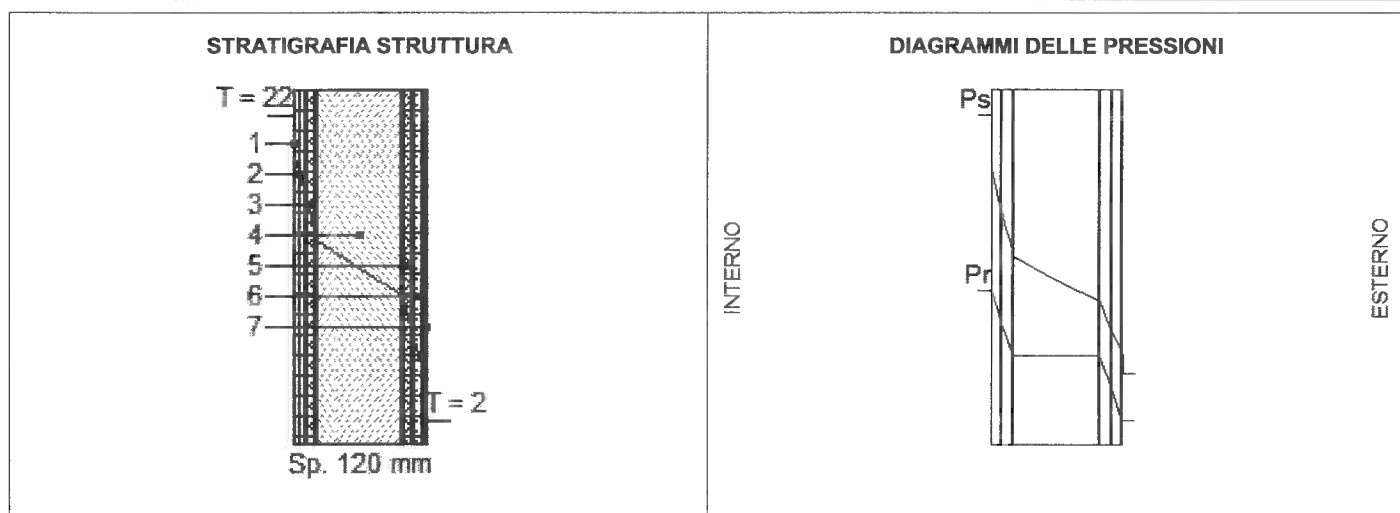 STRATIGRAFIA STRUTTURA
T = 22
1
2
3
4
5
6
7
T = 2
Sp. 120 mm
DIAGRAMMI DELLE PRESSIONI
Ps
Pr
INTERNO
ESTERNO